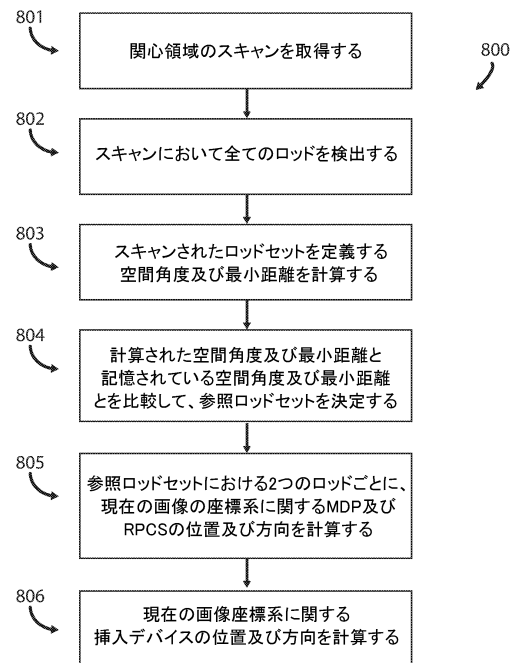 801
関心領域のスキャンを取得する
800
802
スキャンにおいて全てのロッドを検出する
803
スキャンされたロッドセットを定義する
空間角度及び最小距離を計算する
804
計算された空間角度及び最小距離と
記憶されている空間角度及び最小距離
とを比較して、参照ロッドセットを決定する
805
参照ロッドセットにおける2つのロッドごとに、
現在の画像の座標系に関するMDP及び
RPCSの位置及び方向を計算する
806
現在の画像座標系に関する
挿入デバイスの位置及び方向を計算する